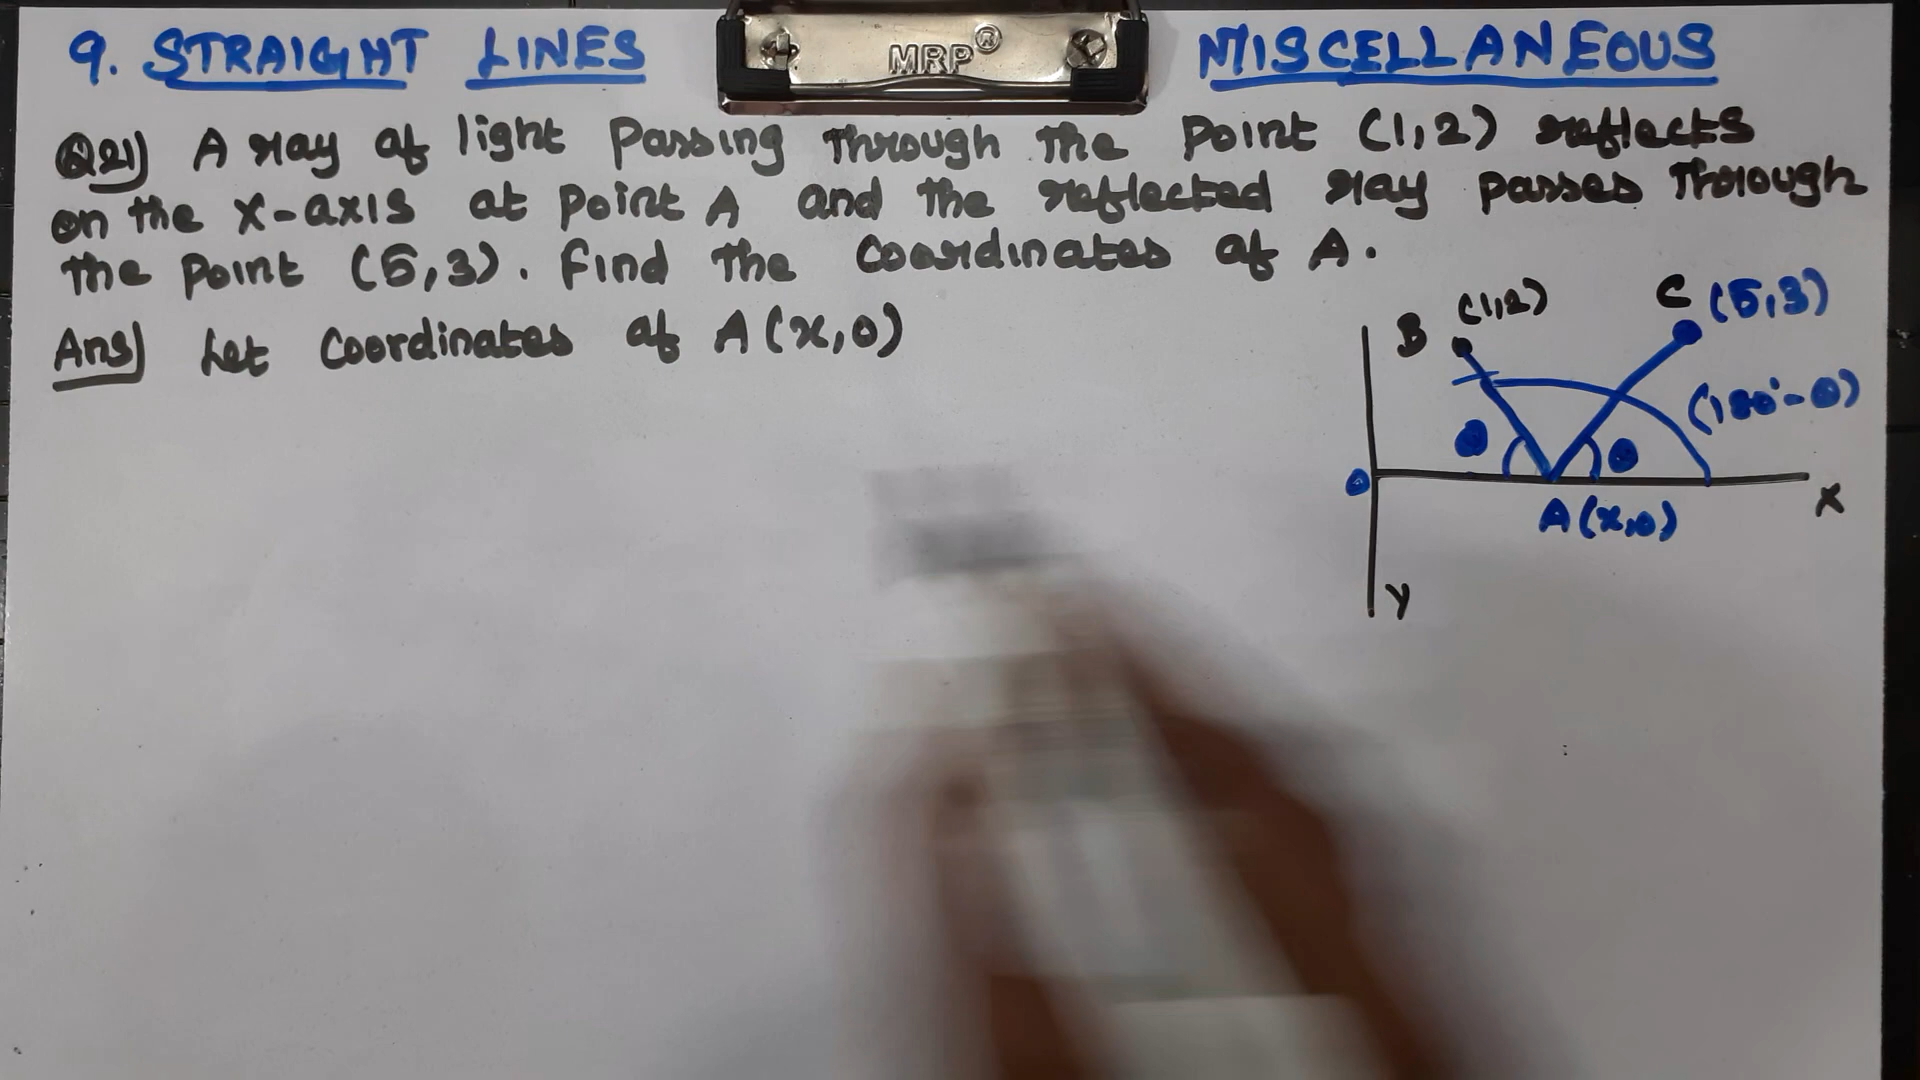 9. STRAIGHT LINES
MRP®
MISCELLANEOUS
Q21) A ray of light passing through the point (1,2) reflects
on the x-axis at point A and the reflected ray passes through
the point (5,3). Find the coordinates of A.
Ans) Let Coordinates of A(x,0)
B (1,2)
C (5,3)
(180°-θ)
θ
θ
O
A(x,0)
X
Y